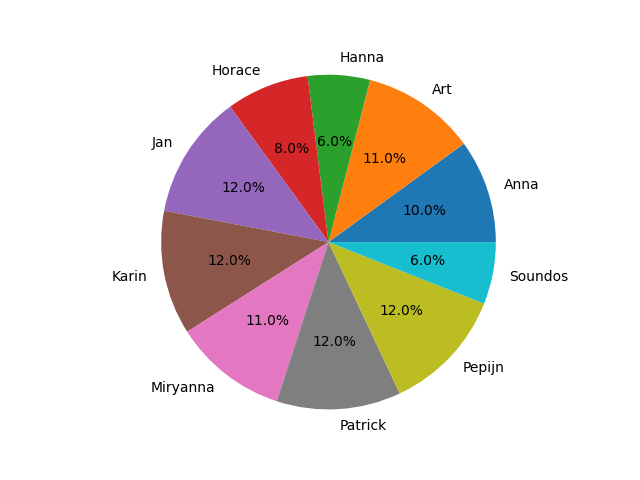 Hanna
Horace
Art
Jan
6.0%
8.0%
11.0%
Anna
12.0%
10.0%
12.0%
6.0%
Karin
Soundos
12.0%
11.0%
12.0%
Pepijn
Miryanna
Patrick